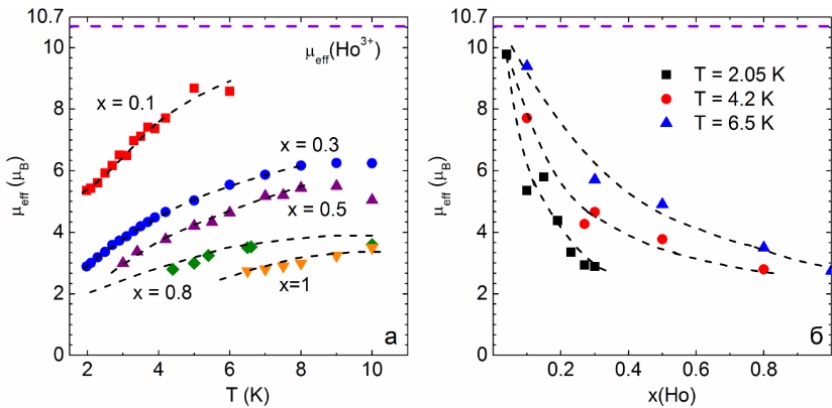 10.7
10
8
6
4
2
0
μeff (μB)
μeff(Ho3+)
x = 0.1
x = 0.3
x = 0.5
x = 0.8
x=1
а
2 4 6 8 10
T (K)
10.7
10
8
6
4
2
0
μeff (μB)
T = 2.05 K
T = 4.2 K
T = 6.5 K
б
0.0 0.2 0.4 0.6 0.8
x(Ho)